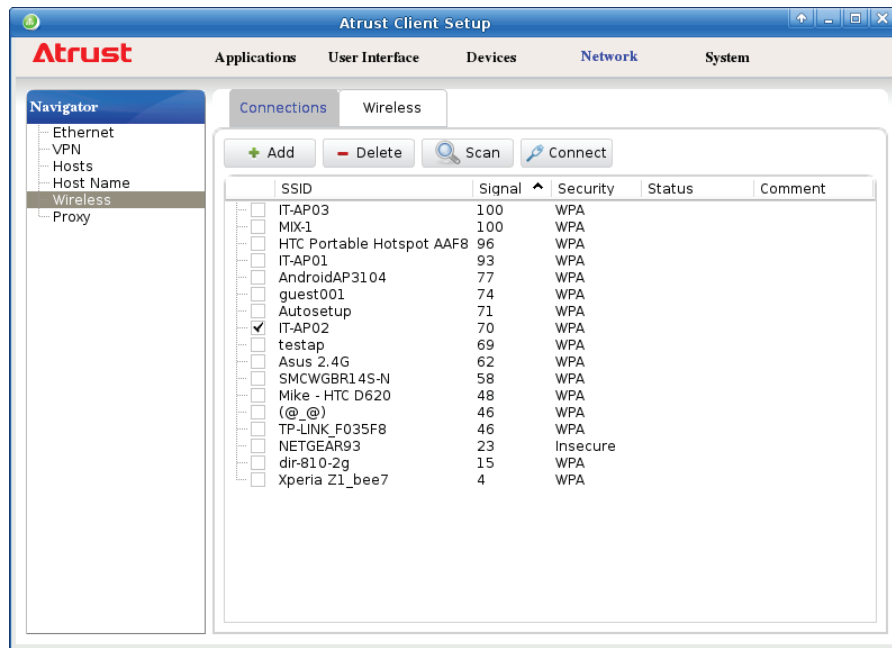 Atrust Client Setup
Atrust
Applications User Interface Devices Network System
Navigator
Ethernet
VPN
Hosts
Host Name
Wireless
Proxy
Connections Wireless
Add Delete Scan Connect
SSID Signal Security Status Comment
IT-AP03 100 WPA
MIX-1 100 WPA
HTC Portable Hotspot AAF8 96 WPA
IT-AP01 93 WPA
AndroidAP3104 77 WPA
guest001 74 WPA
Autosetup 71 WPA
IT-AP02 70 WPA
testap 69 WPA
Asus 2.4G 62 WPA
SMCWGBR14S-N 58 WPA
Mike - HTC D620 48 WPA
(@_@) 46 WPA
TP-LINK_F035F8 46 WPA
NETGEAR93 23 Insecure
dir-810-2g 15 WPA
Xperia Z1_bee7 4 WPA